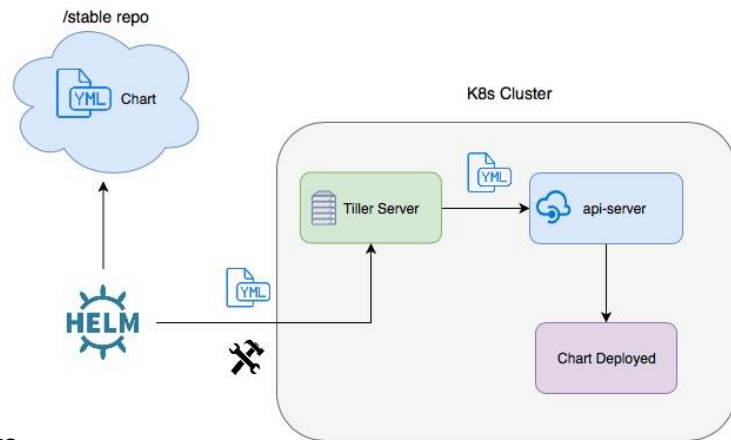 /stable repo
YML
Chart
K8s Cluster
YML
Tiller Server
api-server
YML
HELM
Chart Deployed